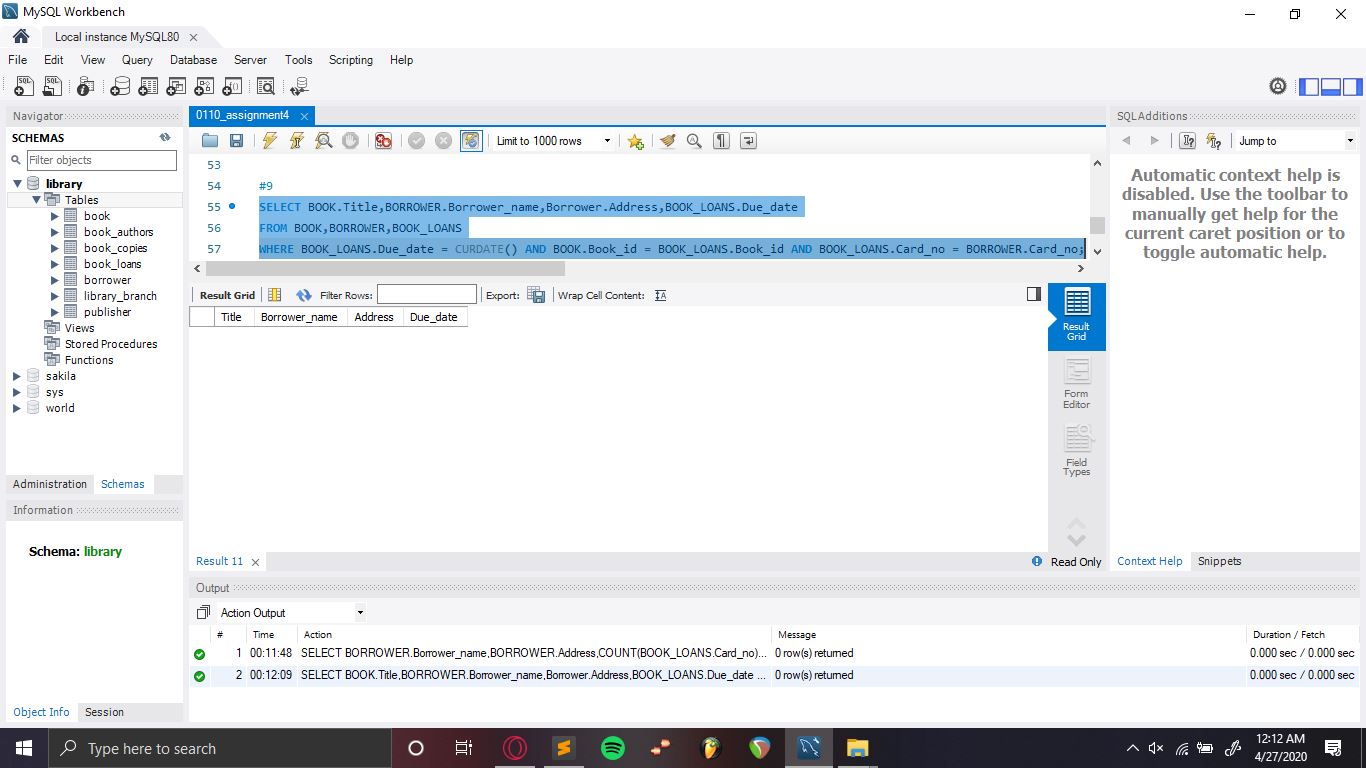 MySQL Workbench
Local instance MySQL80
File Edit View Query Database Server Tools Scripting Help
Navigator
SCHEMAS
Filter objects
library
Tables
book
book_authors
book_copies
book_loans
borrower
library_branch
publisher
Views
Stored Procedures
Functions
sakila
sys
world
Administration Schemas
Information
Schema: library
Object Info Session
0110_assignment4
Limit to 1000 rows
53
54 #9
55 SELECT BOOK.Title,BORROWER.Borrower_name,Borrower.Address,BOOK_LOANS.Due_date
56 FROM BOOK,BORROWER,BOOK_LOANS
57 WHERE BOOK_LOANS.Due_date = CURDATE() AND BOOK.Book_id = BOOK_LOANS.Book_id AND BOOK_LOANS.Card_no = BORROWER.Card_no;
Result Grid Filter Rows: Export: Wrap Cell Content:
Title Borrower_name Address Due_date
Result
Grid
Form
Editor
Field
Types
Result 11
Read Only
Output
Action Output
# Time Action Message Duration / Fetch
1 00:11:48 SELECT BORROWER.Borrower_name,BORROWER.Address,COUNT(BOOK_LOANS.Card_no)... 0 row(s) returned 0.000 sec / 0.000 sec
2 00:12:09 SELECT BOOK.Title,BORROWER.Borrower_name,Borrower.Address,BOOK_LOANS.Due_date ... 0 row(s) returned 0.000 sec / 0.000 sec
SQLAdditions
Jump to
Automatic context help is
disabled. Use the toolbar to
manually get help for the
current caret position or to
toggle automatic help.
Context Help Snippets
Type here to search
12:12 AM
4/27/2020